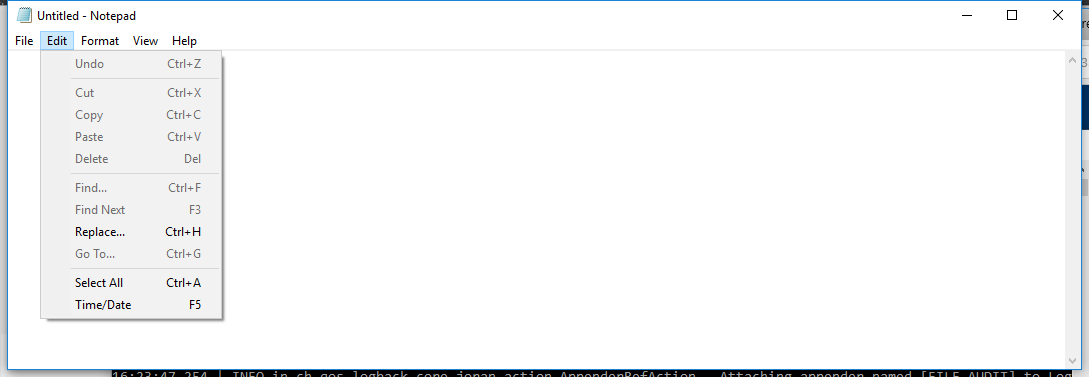 Untitled - Notepad
File Edit Format View Help
Undo Ctrl+Z
Cut Ctrl+X
Copy Ctrl+C
Paste Ctrl+V
Delete Del
Find... Ctrl+F
Find Next F3
Replace... Ctrl+H
Go To... Ctrl+G
Select All Ctrl+A
Time/Date F5
16:23:47,254 | INFO in ch.qos.logback.core.joran.action.AppenderRefAction - Attaching appender named [FILE_AUDIT] to Log